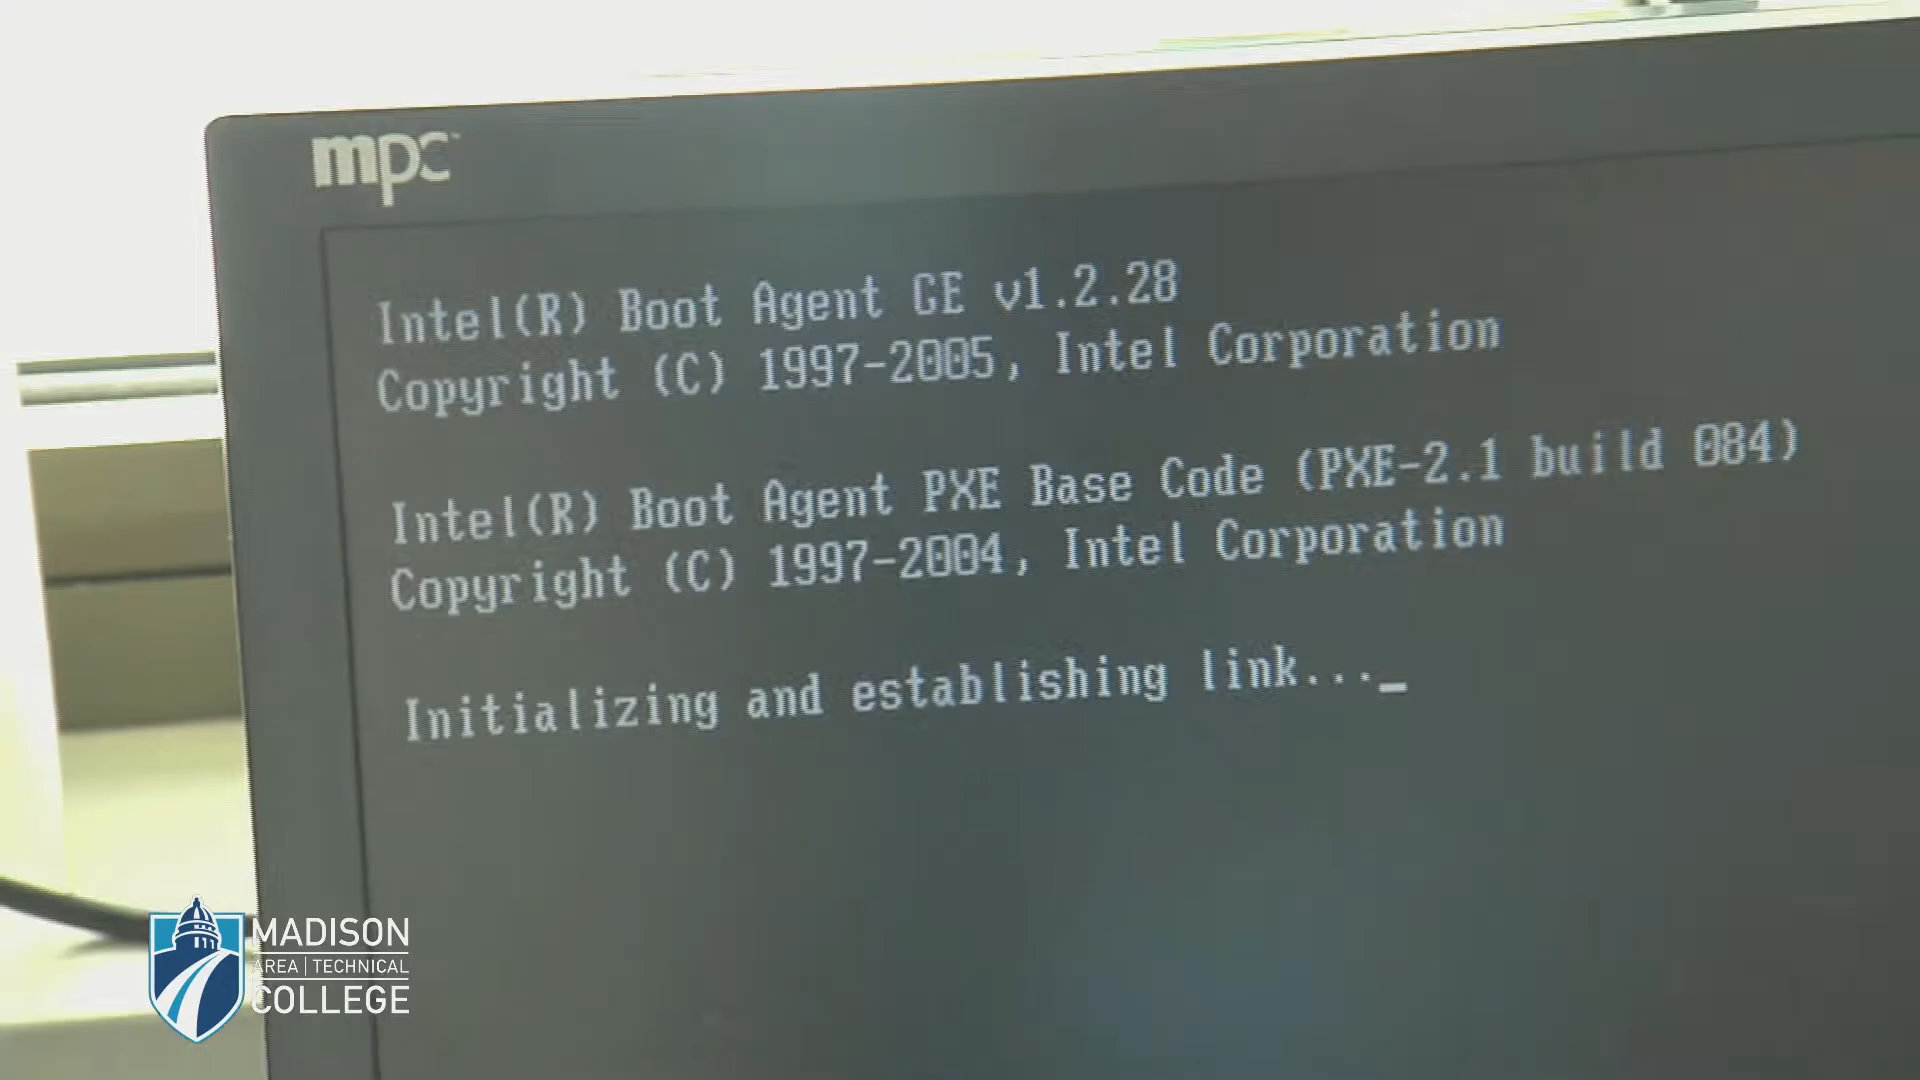 mpc™
Intel(R) Boot Agent GE v1.2.28
Copyright (C) 1997-2005, Intel Corporation
Intel(R) Boot Agent PXE Base Code (PXE-2.1 build 084)
Copyright (C) 1997-2004, Intel Corporation
Initializing and establishing link..._
MADISON
AREA | TECHNICAL
COLLEGE